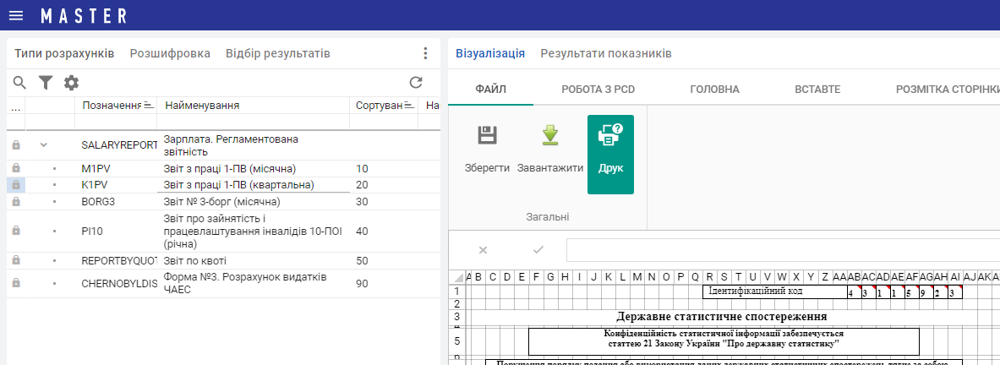 MASTER
Типи розрахунків Розшифровка Відбір результатів
... Позначення Найменування Сортуван На
SALARYREPORT Зарплата. Регламентована звітність
M1PV Звіт з праці 1-ПВ (місячна) 10
K1PV Звіт з праці 1-ПВ (квартальна) 20
BORG3 Звіт № 3-борг (місячна) 30
PI10 Звіт про зайнятість і працевлаштування інвалідів 10-ПОІ (річна) 40
REPORTBYQUOT Звіт по квоті 50
CHERNOBYLDIS Форма №3. Розрахунок видатків ЧАЕС 90
Візуалізація Результати показників
ФАЙЛ РОБОТА З PCD ГОЛОВНА ВСТАВТЕ РОЗМІТКА СТОРІНКИ
Зберегти Завантажити Друк
Загальні
A B C D E F G H I J K L M N O P Q R S T U V W X Y Z AA AB AC AD AE AF AG AH AI AJ AK AL
1 Ідентифікаційний код 4 3 1 1 5 9 2 3
2
3 Державне статистичне спостереження
4
5 Конфіденційність статистичної інформації забезпечується
статтею 21 Закону України "Про державну статистику"
6
Порушення порядку подання або використання даних державних статистичних спостережень тягне за собою